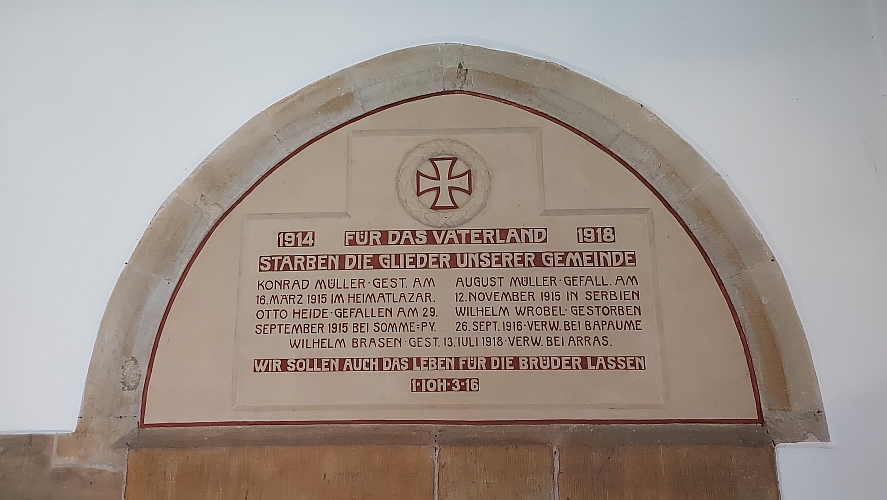 1914 FÜR DAS VATERLAND 1918
STARBEN DIE GLIEDER UNSERER GEMEINDE
KONRAD MÜLLER · GEST. AM
16. MÄRZ 1915 IM HEIMATLAZAR.
OTTO HEIDE · GEFALLEN AM 29.
SEPTEMBER 1915 BEI SOMME-PY.
AUGUST MÜLLER · GEFALL. AM
12. NOVEMBER 1915 IN SERBIEN
WILHELM WROBEL · GESTORBEN
26. SEPT. 1916 · VERW. BEI BAPAUME
WILHELM BRASEN · GEST. 13. IULI 1918 · VERW. BEI ARRAS.
WIR SOLLEN AUCH DAS LEBEN FÜR DIE BRÜDER LASSEN
1·IOH·3·16